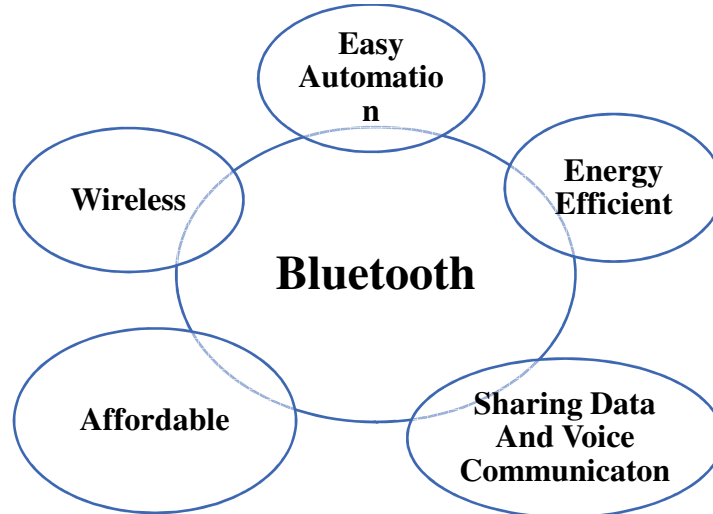 Easy
Automatio
n
Wireless
Energy
Efficient
Bluetooth
Affordable
Sharing Data
And Voice
Communicaton